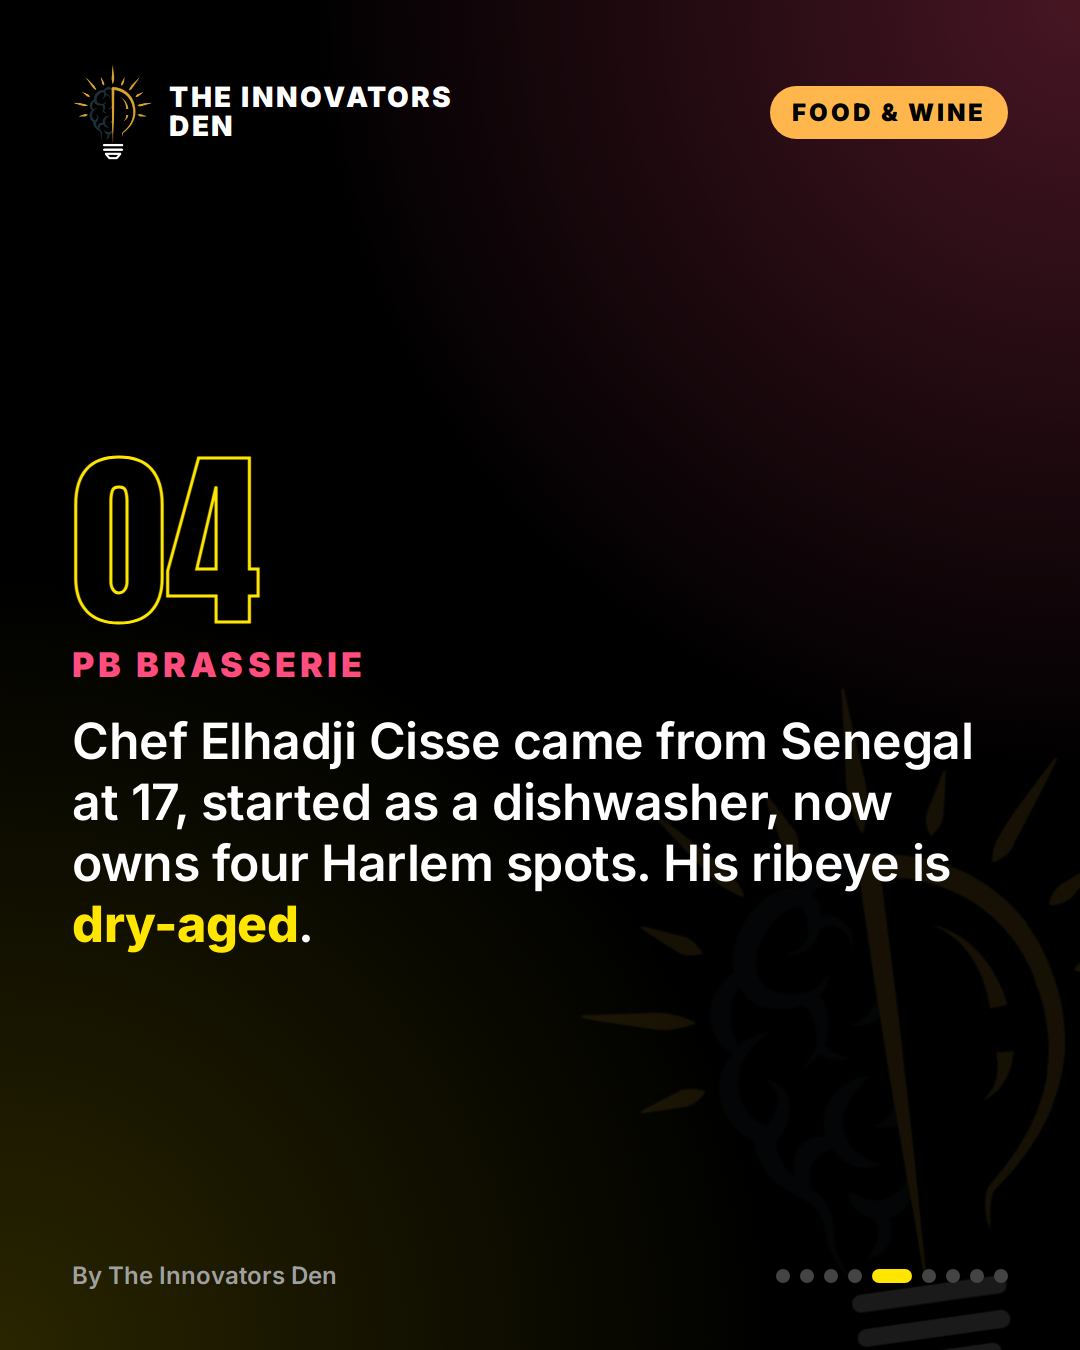 THE INNOVATORS
DEN
FOOD & WINE
04
PB BRASSERIE
Chef Elhadji Cisse came from Senegal
at 17, started as a dishwasher, now
owns four Harlem spots. His ribeye is
dry-aged.
By The Innovators Den